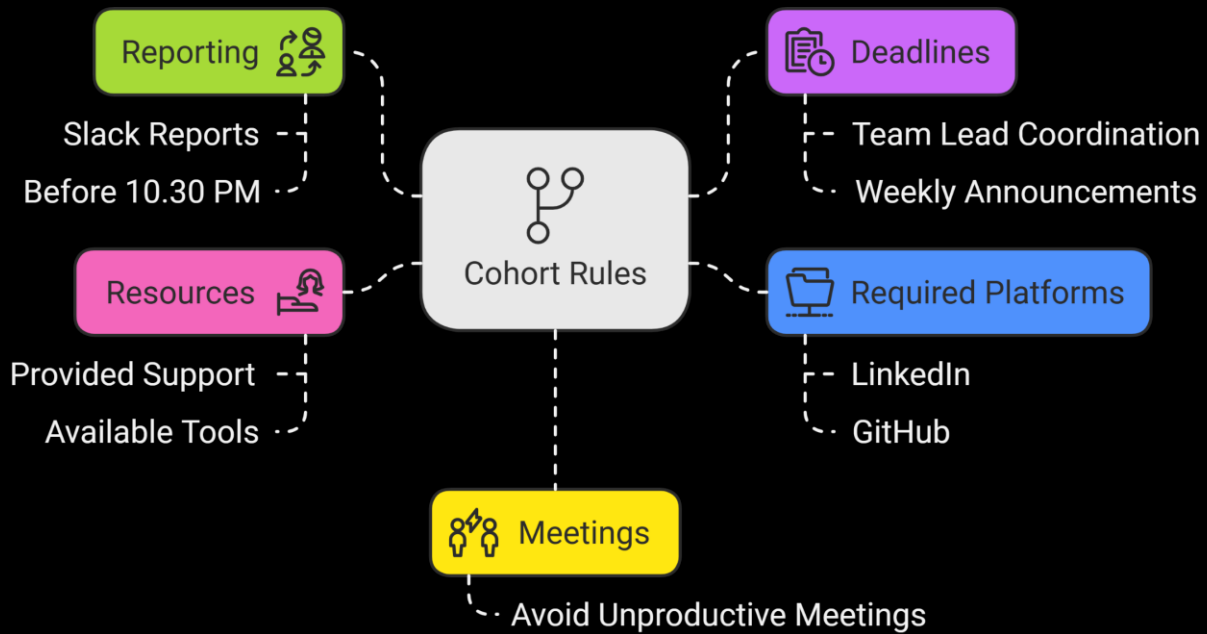 Reporting
Slack Reports
Before 10.30 PM
Resources
Provided Support
Available Tools
Cohort Rules
Deadlines
Team Lead Coordination
Weekly Announcements
Required Platforms
LinkedIn
GitHub
Meetings
Avoid Unproductive Meetings